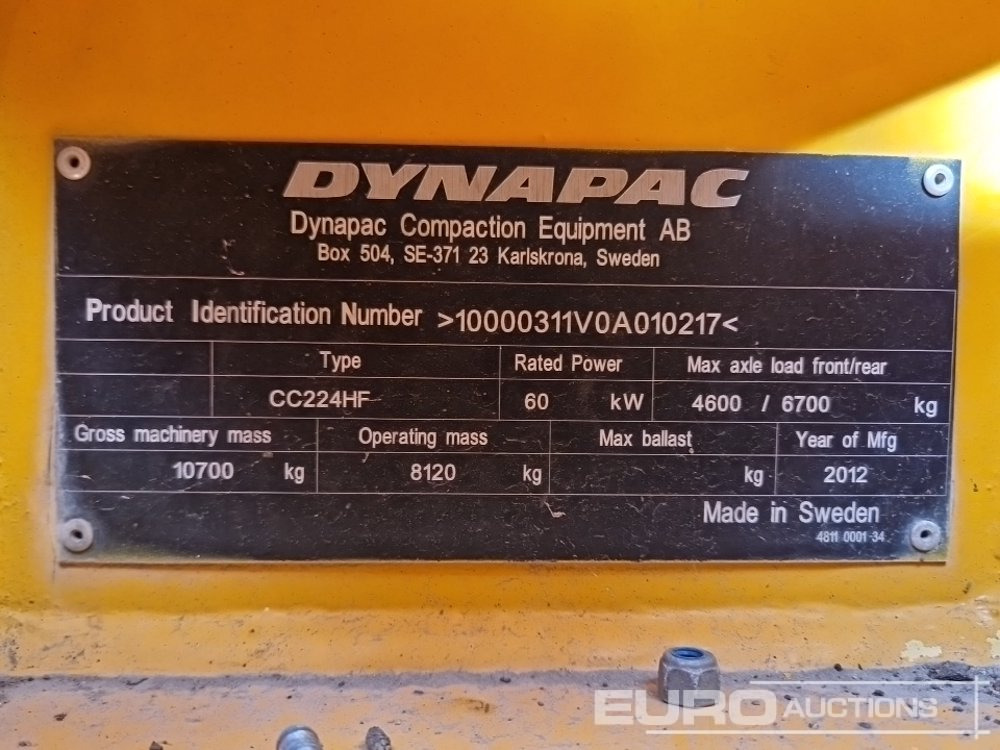 DYNAPAC
Dynapac Compaction Equipment AB
Box 504, SE-371 23 Karlskrona, Sweden
Product Identification Number >10000311V0A010217<
Type Rated Power Max axle load front/rear
CC224HF 60 kW 4600 / 6700 kg
Gross machinery mass Operating mass Max ballast Year of Mfg
10700 kg 8120 kg kg 2012
Made in Sweden
4811 0001 34
EURO AUCTIONS